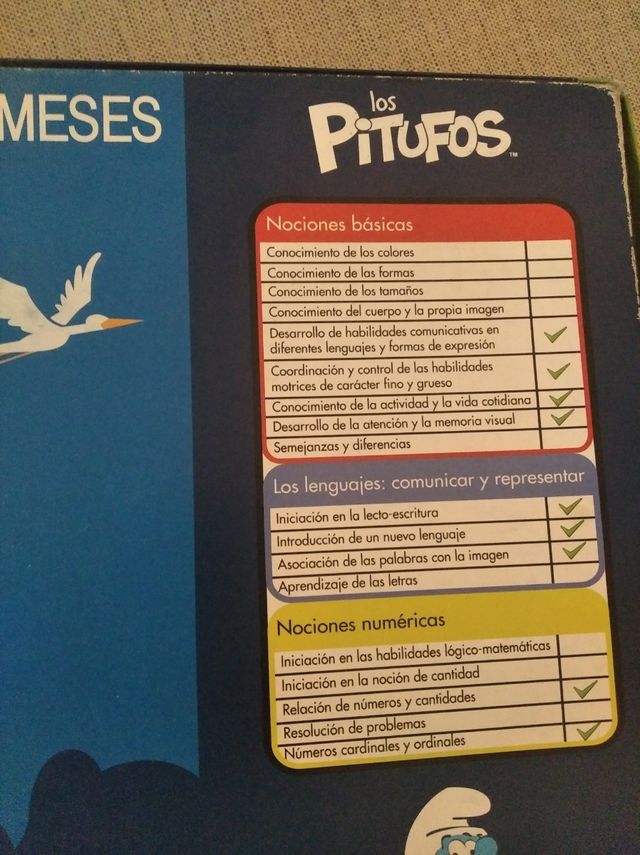 MESES
los
PiTUFOS™
Nociones básicas
Conocimiento de los colores
Conocimiento de las formas
Conocimiento de los tamaños
Conocimiento del cuerpo y la propia imagen
Desarrollo de habilidades comunicativas en
diferentes lenguajes y formas de expresión
Coordinación y control de las habilidades
motrices de carácter fino y grueso
Conocimiento de la actividad y la vida cotidiana
Desarrollo de la atención y la memoria visual
Semejanzas y diferencias
Los lenguajes: comunicar y representar
Iniciación en la lecto-escritura
Introducción de un nuevo lenguaje
Asociación de las palabras con la imagen
Aprendizaje de las letras
Nociones numéricas
Iniciación en las habilidades lógico-matemáticas
Iniciación en la noción de cantidad
Relación de números y cantidades
Resolución de problemas
Números cardinales y ordinales